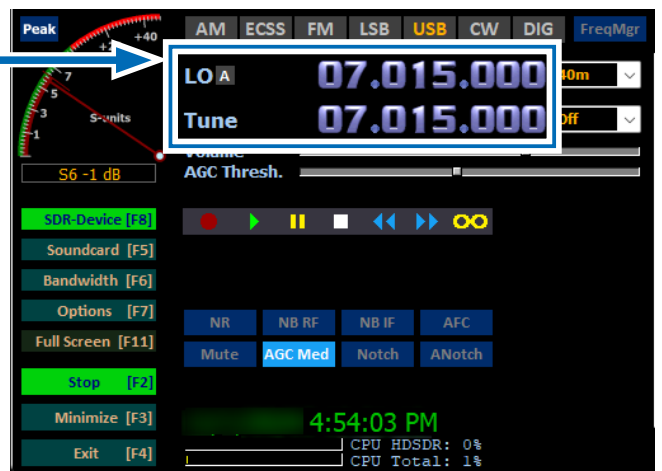 Peak +20 +40 AM ECSS FM LSB USB CW DIG FreqMgr
7 5 3 1 S-units
LO A 07.015.000 40m
Tune 07.015.000 Off
Volume
S6 -1 dB AGC Thresh.
SDR-Device [F8]
Soundcard [F5]
Bandwidth [F6]
Options [F7] NR NB RF NB IF AFC
Full Screen [F11] Mute AGC Med Notch ANotch
Stop [F2]
Minimize [F3] 4:54:03 PM
Exit [F4] CPU HDSDR: 0%
CPU Total: 1%